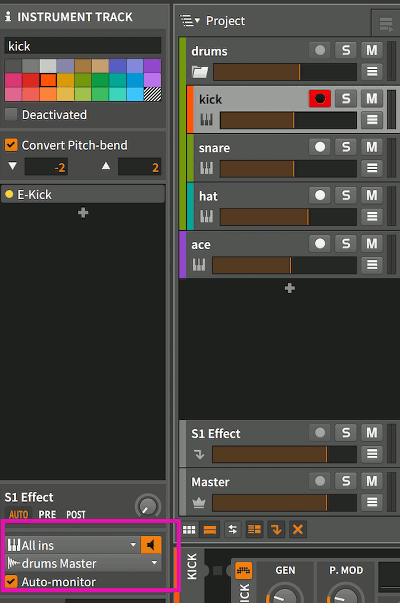 INSTRUMENT TRACK
kick
Deactivated
Convert Pitch-bend
-2 2
E-Kick
S1 Effect
AUTO PRE POST
All ins
drums Master
Auto-monitor
Project
drums S M
kick S M
snare S M
hat S M
ace S M
S1 Effect S M
Master S M
KICK
GEN P. MOD